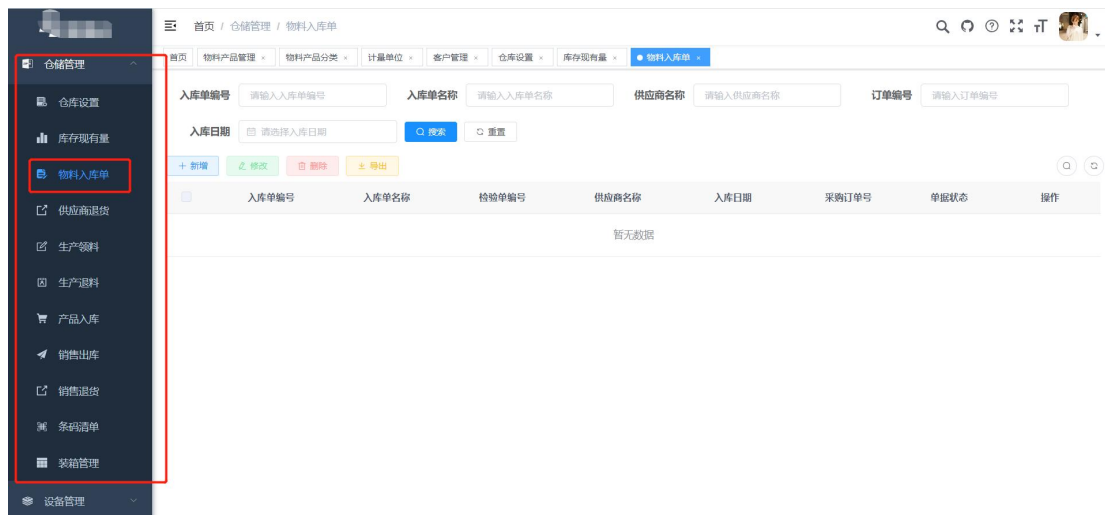 首页 / 仓储管理 / 物料入库单
首页 物料产品管理 × 物料产品分类 × 计量单位 × 客户管理 × 仓库设置 × 库存现有量 × 物料入库单 ×
仓储管理
仓库设置
库存现有量
物料入库单
供应商退货
生产领料
生产退料
产品入库
销售出库
销售退货
条码清单
装箱管理
设备管理
入库单编号 请输入入库单编号 入库单名称 请输入入库单名称 供应商名称 请输入供应商名称 订单编号 请输入订单编号
入库日期 请选择入库日期 搜索 重置
+ 新增 修改 删除 导出
入库单编号 入库单名称 检验单编号 供应商名称 入库日期 采购订单号 单据状态 操作
暂无数据